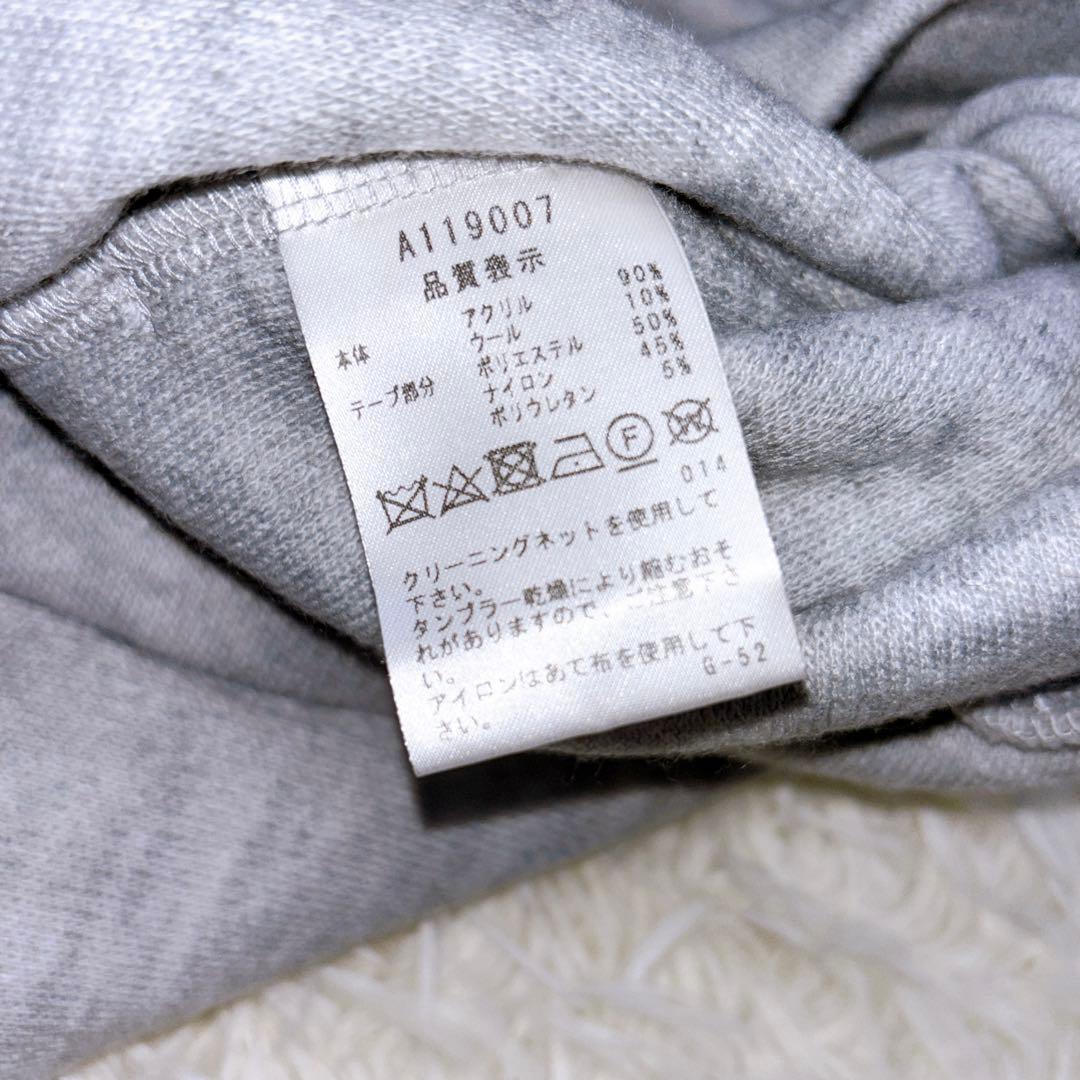 A119007
品質表示
本体 アクリル 90%
ウール 10%
テープ部分 ポリエステル 50%
ナイロン 45%
ポリウレタン 5%
F W
014
クリーニングネットを使用して
下さい。
タンブラー乾燥により縮むおそ
れがありますので、ご注意下さ
い。
アイロンはあて布を使用して下
さい。
G-52